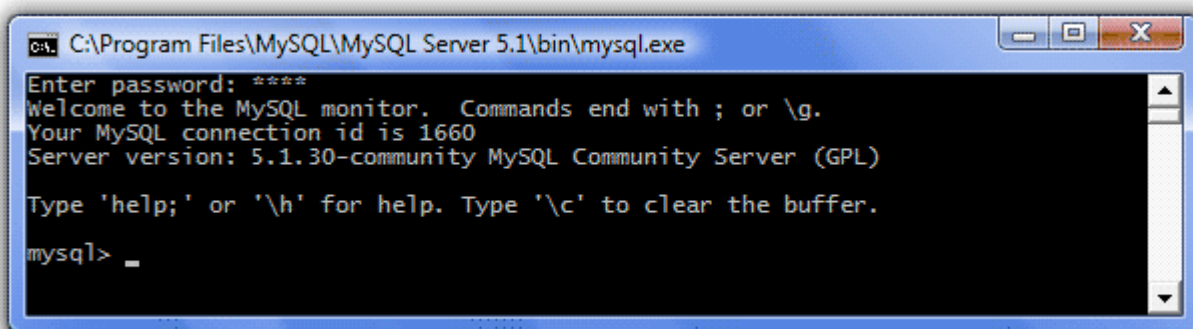 C:\Program Files\MySQL\MySQL Server 5.1\bin\mysql.exe
Enter password: ****
Welcome to the MySQL monitor.  Commands end with ; or \g.
Your MySQL connection id is 1660
Server version: 5.1.30-community MySQL Community Server (GPL)
Type 'help;' or '\h' for help. Type '\c' to clear the buffer.
mysql> _